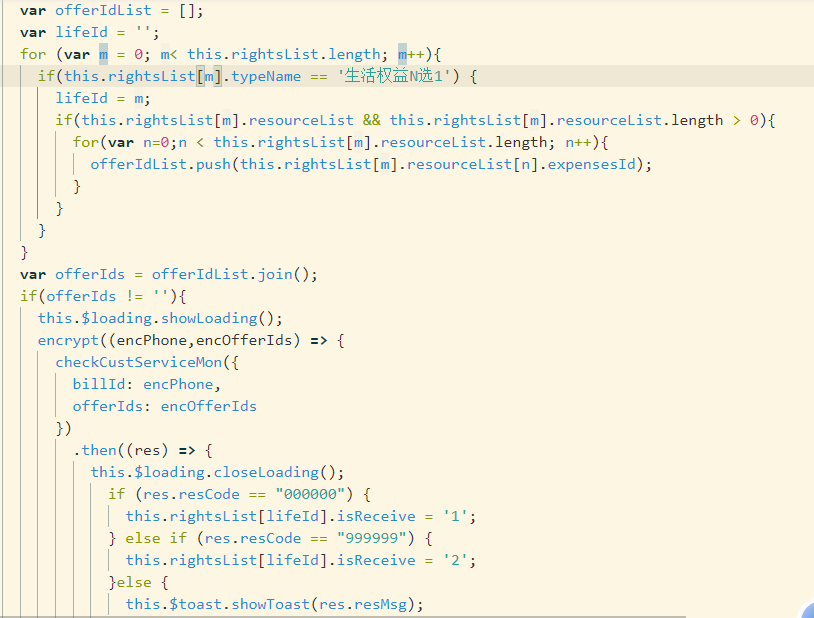 var offerIdList = [];
var lifeId = '';
for (var m = 0; m< this.rightsList.length; m++){
if(this.rightsList[m].typeName == '生活权益N选1') {
lifeId = m;
if(this.rightsList[m].resourceList && this.rightsList[m].resourceList.length > 0){
for(var n=0;n < this.rightsList[m].resourceList.length; n++){
offerIdList.push(this.rightsList[m].resourceList[n].expensesId);
}
}
}
}
var offerIds = offerIdList.join();
if(offerIds != ''){
this.$loading.showLoading();
encrypt((encPhone,encOfferIds) => {
checkCustServiceMon({
billId: encPhone,
offerIds: encOfferIds
})
.then((res) => {
this.$loading.closeLoading();
if (res.resCode == "000000") {
this.rightsList[lifeId].isReceive = '1';
} else if (res.resCode == "999999") {
this.rightsList[lifeId].isReceive = '2';
}else {
this.$toast.showToast(res.resMsg);